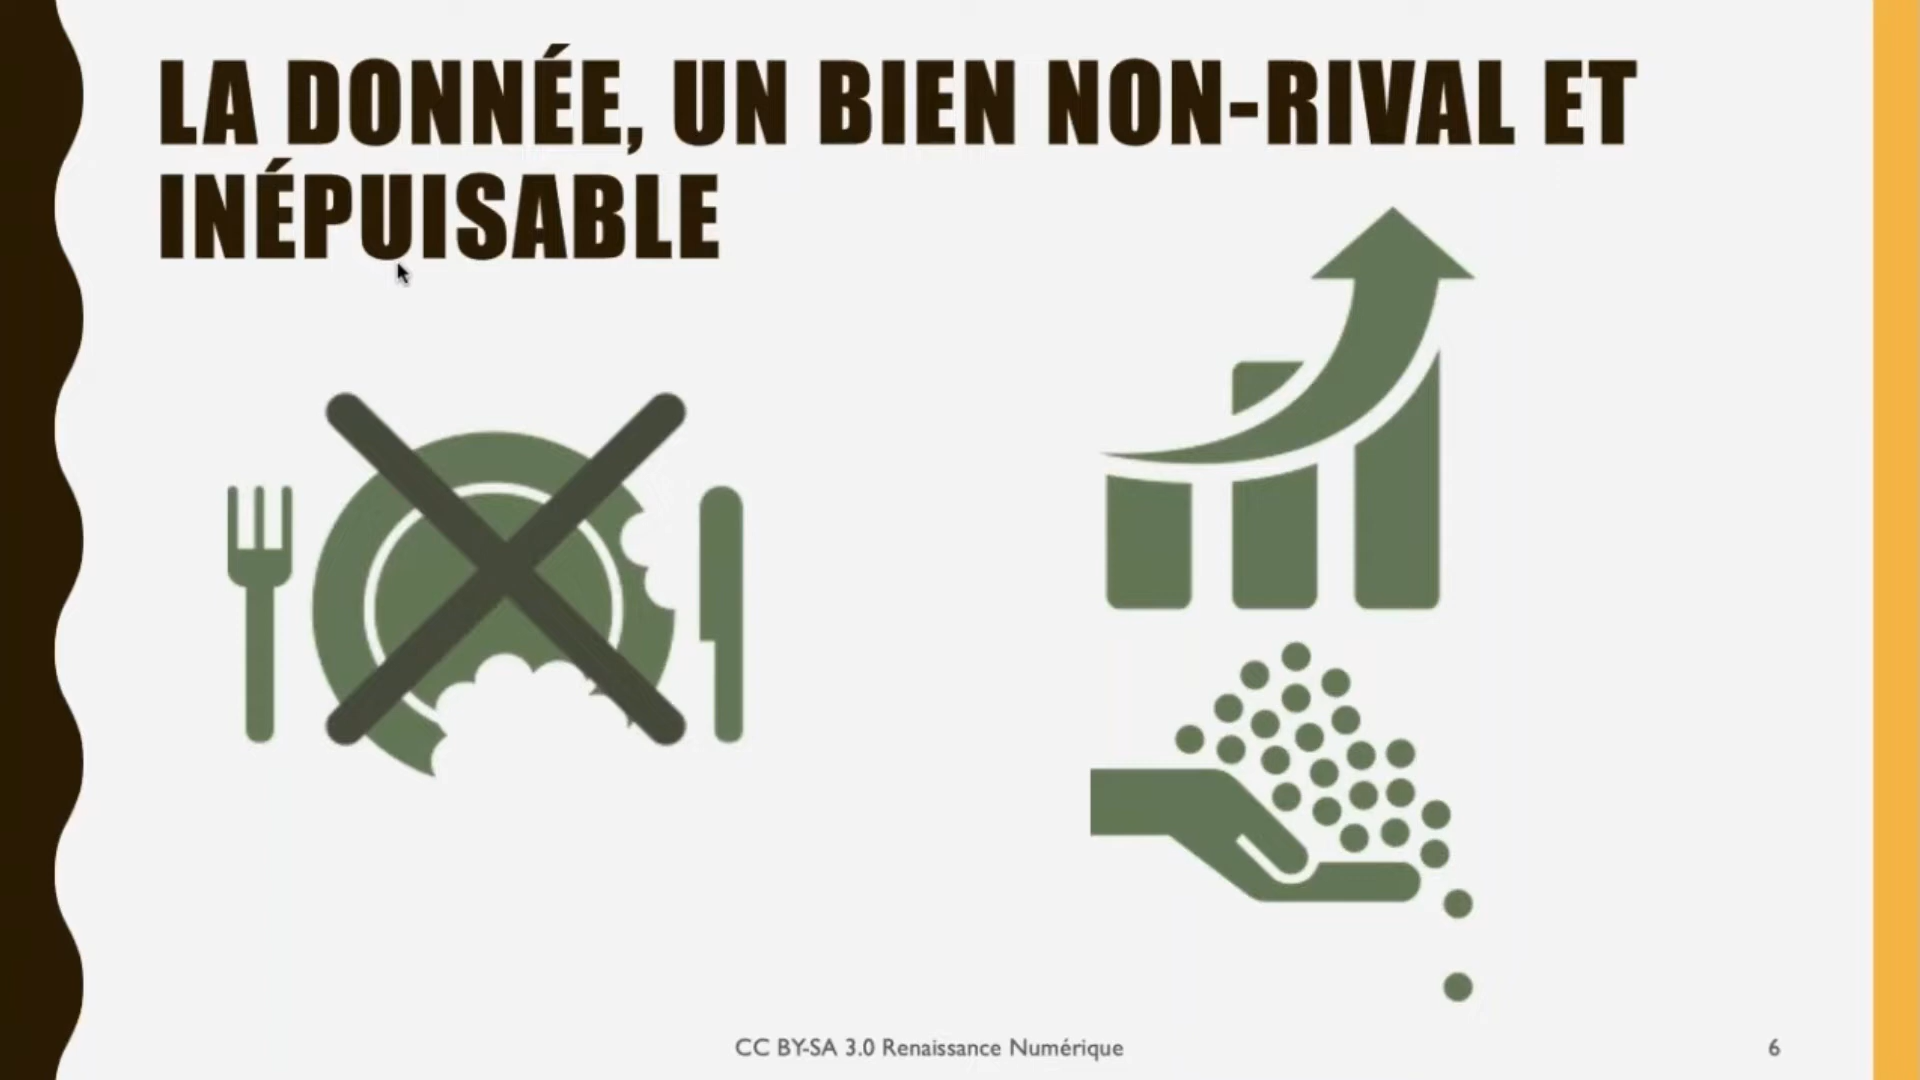 LA DONNÉE, UN BIEN NON-RIVAL ET
INÉPUISABLE
CC BY-SA 3.0 Renaissance Numérique
6